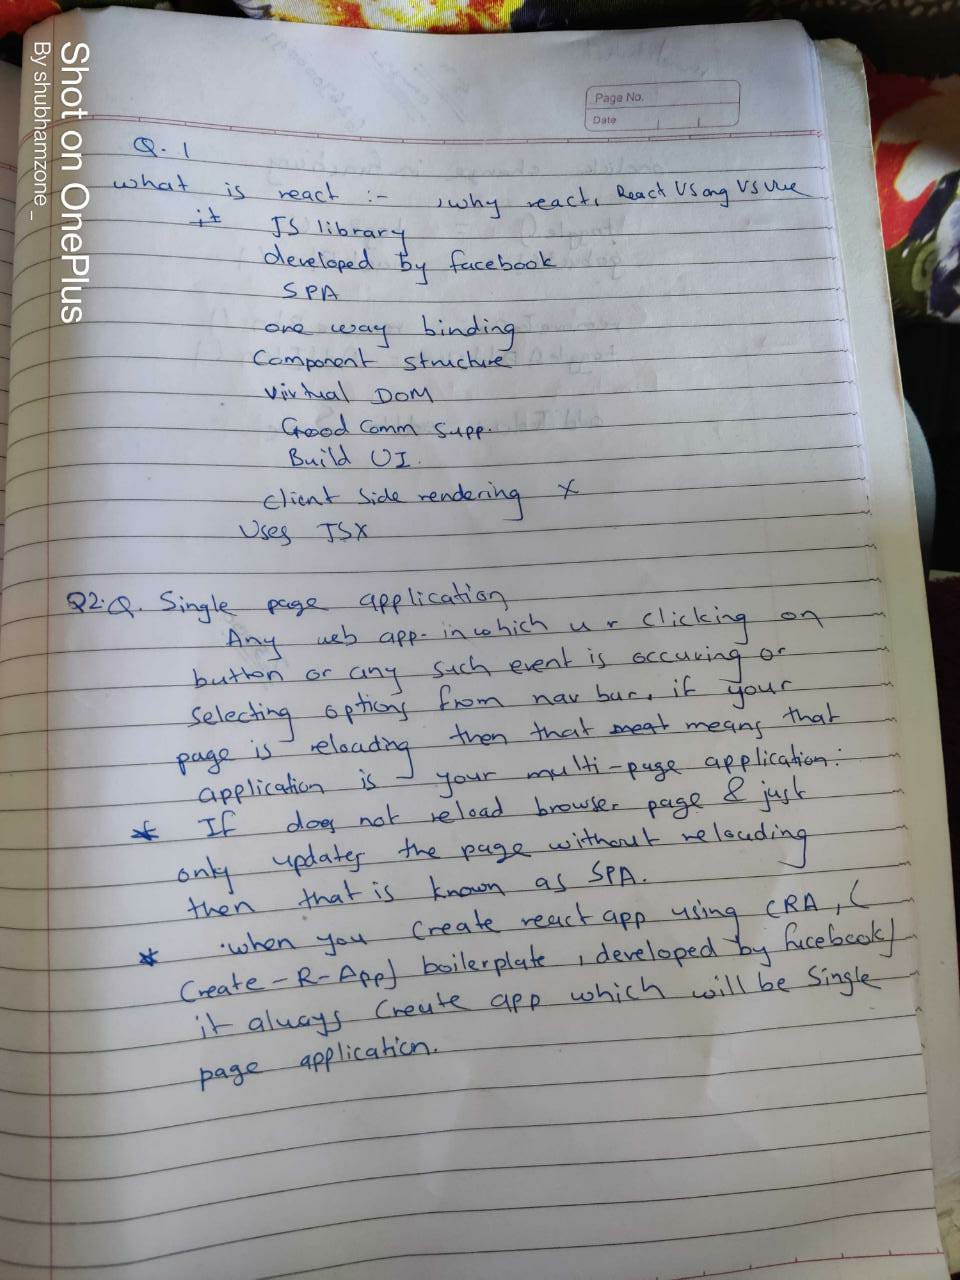 Shot on OnePlus
By shubhamzone_
Page No.
Date
Q.1
what is react :- , why react, React VS ang VS Vue
it JS library
developed by facebook
SPA
one way binding
Component structure
virtual DOM
Good Comm Supp.
Build UI.
client side rendering X
Uses JSX
Q2.Q. Single page application
Any web app. in which u r clicking on
button or any such event is occuring or
selecting options from nav bar, if your
page is reloading then that means that
application is your multi-page application.
* If does not reload browser page & just
only updates the page without reloading
then that is known as SPA.
* when you create react app using CRA, (
Create-R-App) boilerplate, developed by facebook)
it always Create app which will be Single
page application.